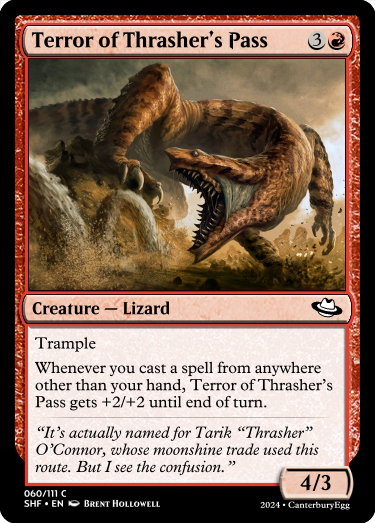 Terror of Thrasher's Pass 3
Creature — Lizard
Trample
Whenever you cast a spell from anywhere
other than your hand, Terror of Thrasher's
Pass gets +2/+2 until end of turn.
“It's actually named for Tarik “Thrasher”
O'Connor, whose moonshine trade used this
route. But I see the confusion.”
4/3
060/111 C
SHF • EN Brent Hollowell
2024 • CanterburyEgg